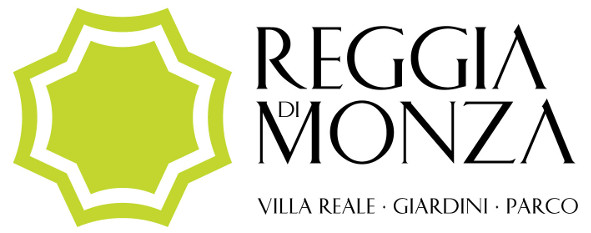 REGGIA
DI MONZA
VILLA REALE · GIARDINI · PARCO